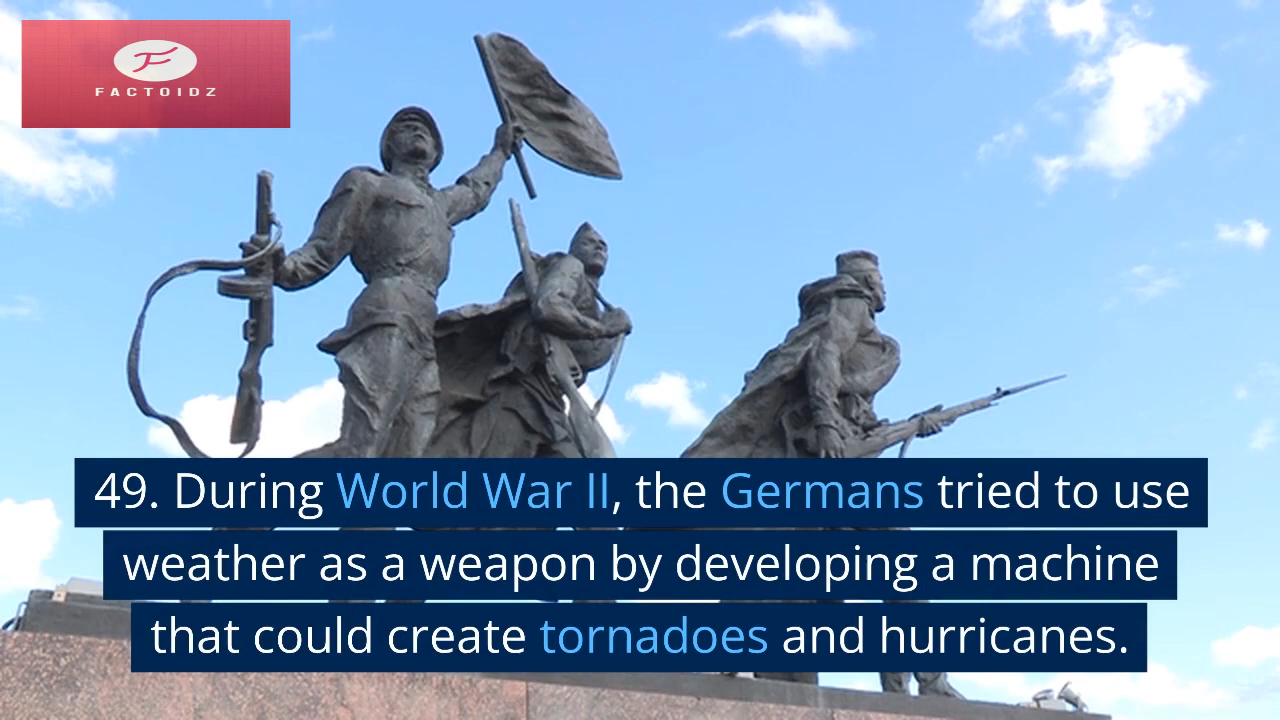 F
FACTOIDZ
49. During World War II, the Germans tried to use
weather as a weapon by developing a machine
that could create tornadoes and hurricanes.